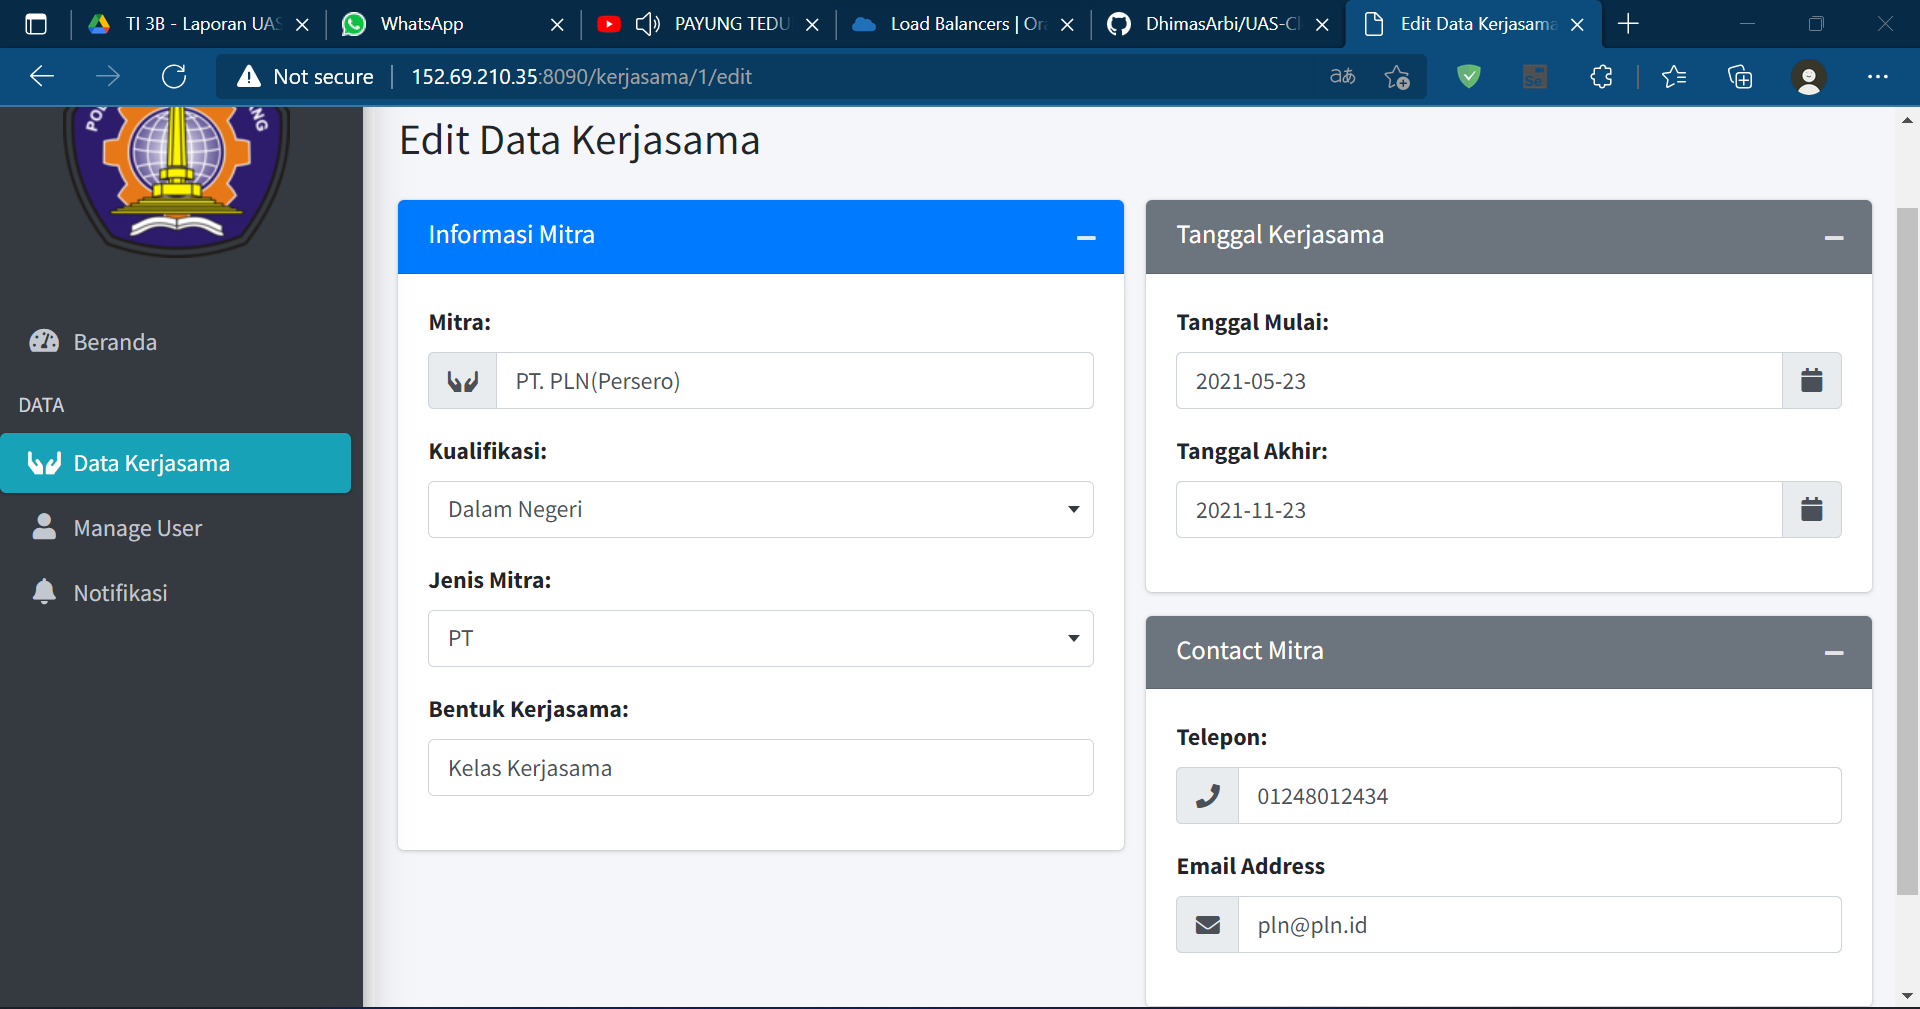 TI 3B - Laporan UAS
WhatsApp
PAYUNG TEDU
Load Balancers | Ora
DhimasArbi/UAS-Cl
Edit Data Kerjasama
Not secure
152.69.210.35:8090/kerjasama/1/edit
Edit Data Kerjasama
Beranda
DATA
Data Kerjasama
Manage User
Notifikasi
Informasi Mitra
Mitra:
PT. PLN(Persero)
Kualifikasi:
Dalam Negeri
Jenis Mitra:
PT
Bentuk Kerjasama:
Kelas Kerjasama
Tanggal Kerjasama
Tanggal Mulai:
2021-05-23
Tanggal Akhir:
2021-11-23
Contact Mitra
Telepon:
01248012434
Email Address
pln@pln.id